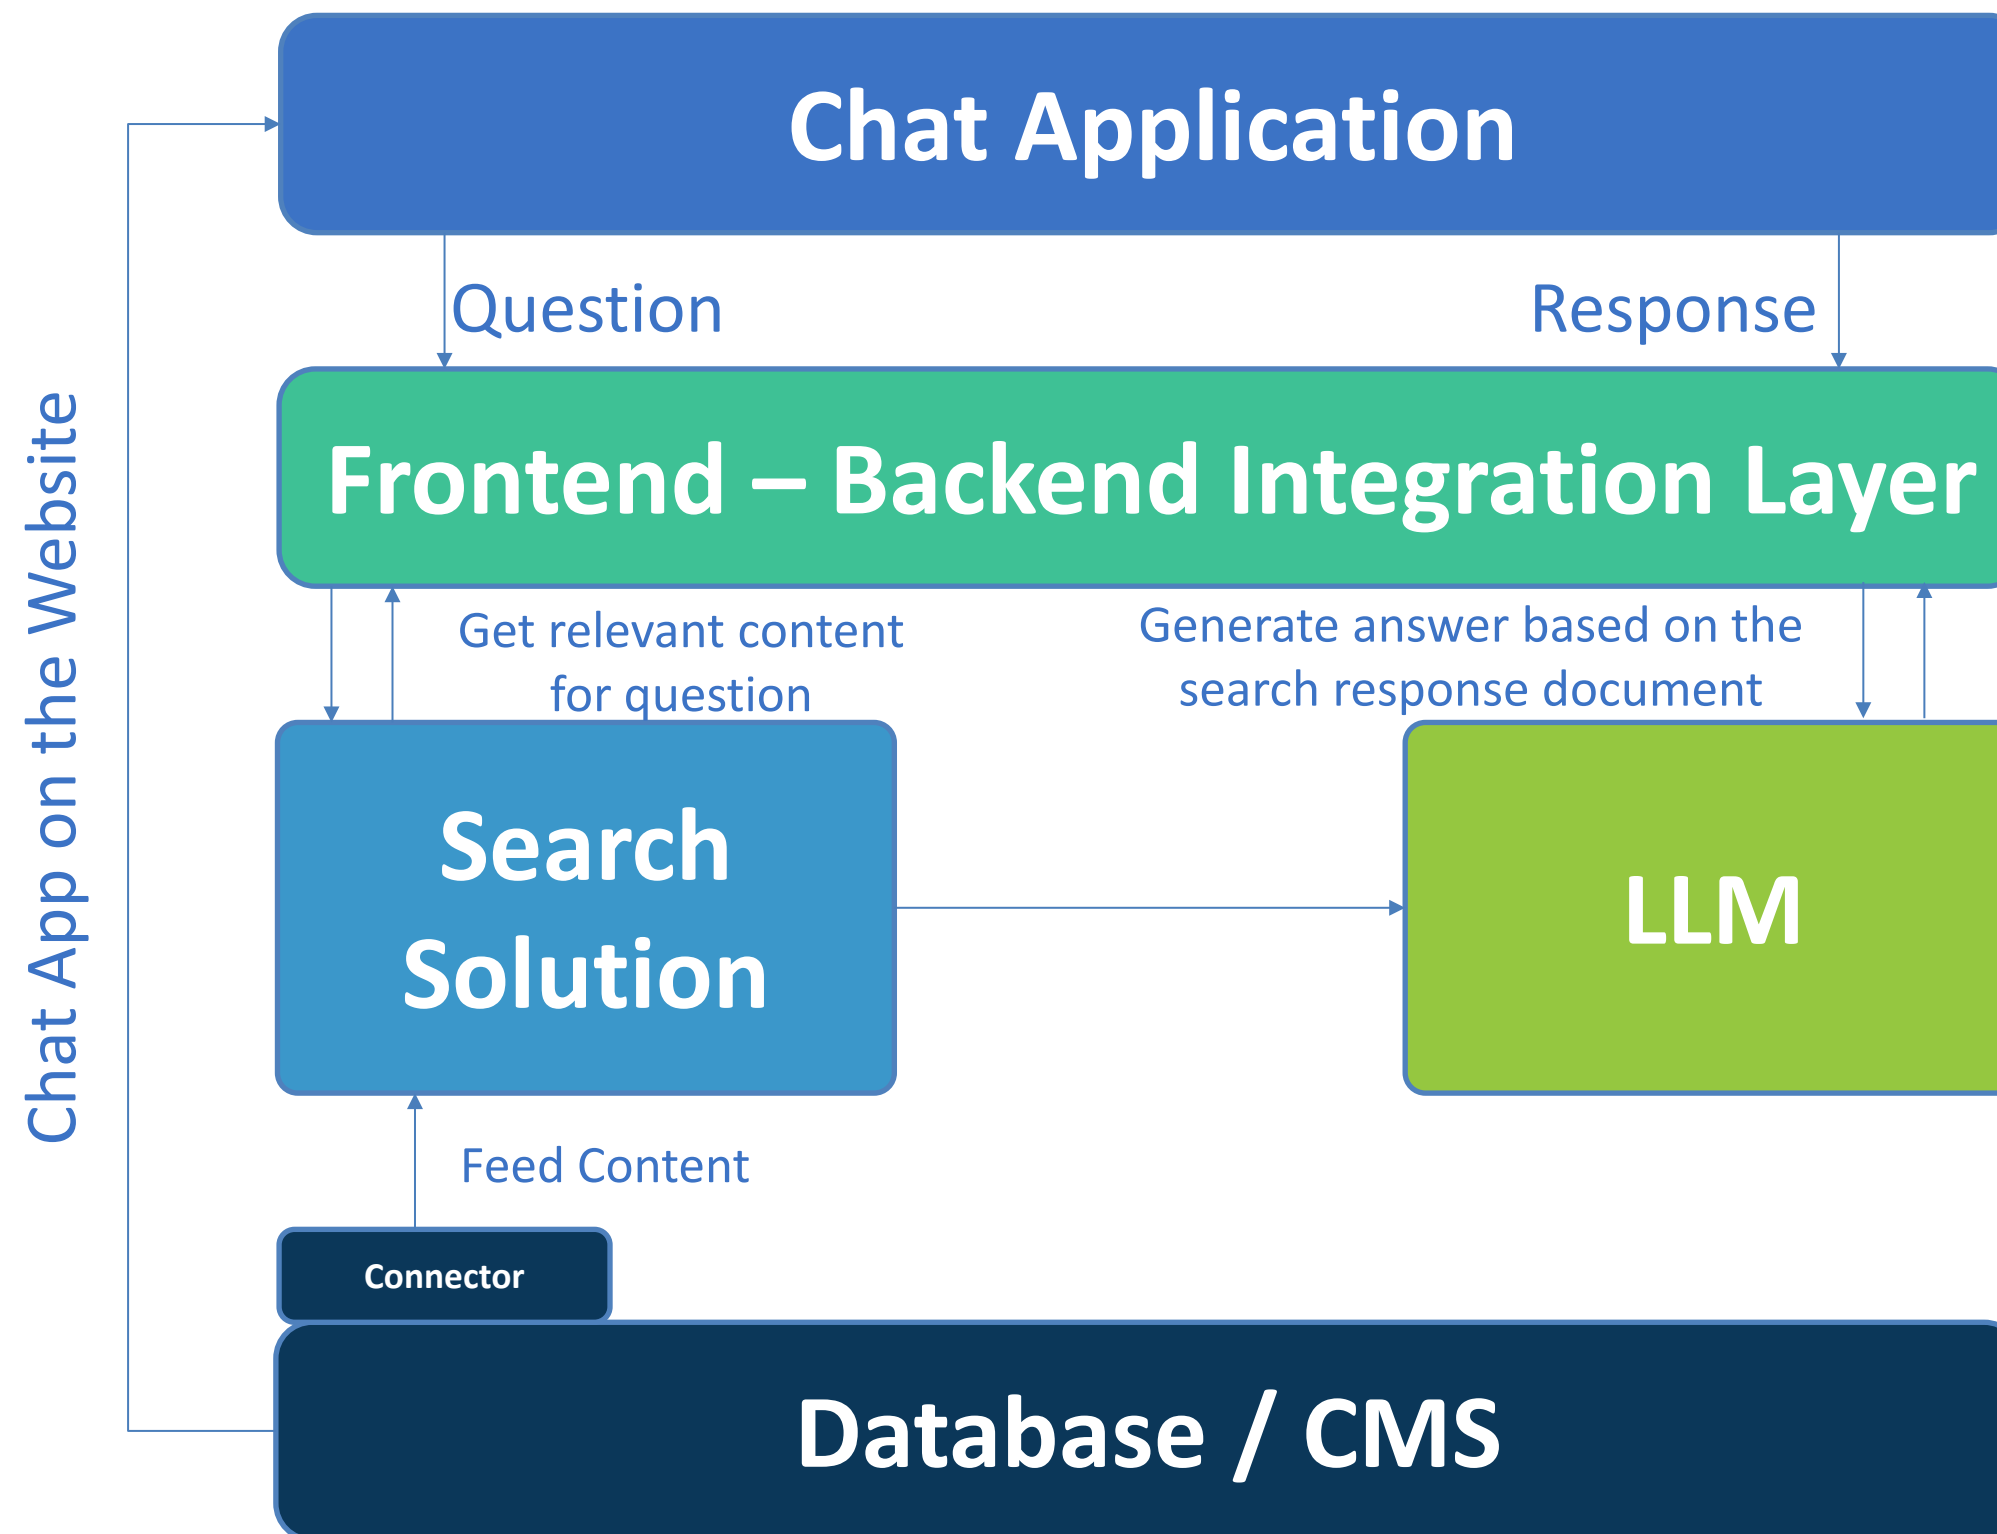 Chat Application
Question
Response
Chat App on the Website
Frontend – Backend Integration Layer
Get relevant content
for question
Generate answer based on the
search response document
Search
Solution
LLM
Feed Content
Connector
Database / CMS